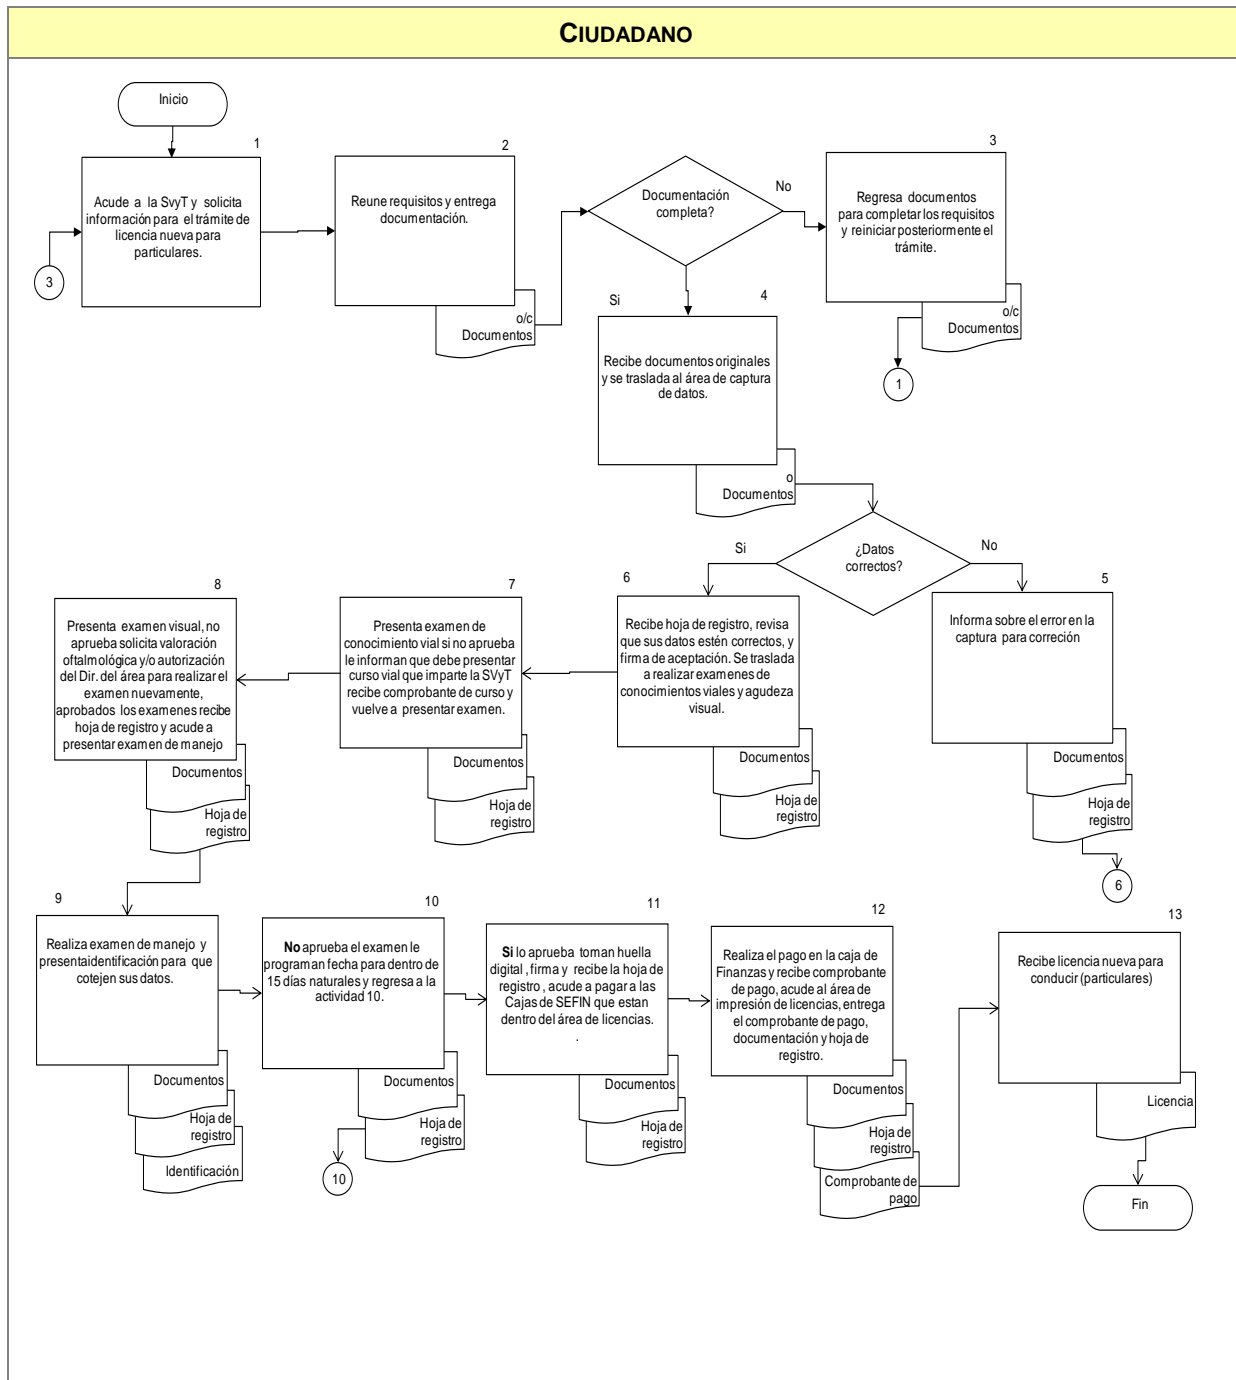 CIUDADANO
Inicio
1
Acude a la SvyT y solicita
información para el trámite de
licencia nueva para
particulares.
3
2
Reune requisitos y entrega
documentación.
o/c
Documentos
Documentación
completa?
No
Si
3
Regresa documentos
para completar los requisitos
y reiniciar posteriormente el
trámite.
o/c
Documentos
1
4
Recibe documentos originales
y se traslada al área de captura
de datos.
o
Documentos
¿Datos
correctos?
Si
No
5
Informa sobre el error en la
captura para correción
Documentos
Hoja de
registro
6
6
Recibe hoja de registro, revisa
que sus datos estén correctos, y
firma de aceptación. Se traslada
a realizar examenes de
conocimientos viales y agudeza
visual.
Documentos
Hoja de
registro
7
Presenta examen de
conocimiento vial si no aprueba
le informan que debe presentar
curso vial que imparte la SVyT
recibe comprobante de curso y
vuelve a presentar examen.
Documentos
Hoja de
registro
8
Presenta examen visual, no
aprueba solicita valoración
oftalmológica y/o autorización
del Dir. del área para realizar el
examen nuevamente,
aprobados los examenes recibe
hoja de registro y acude a
presentar examen de manejo
Documentos
Hoja de
registro
9
Realiza examen de manejo y
presentaidentificación para que
cotejen sus datos.
Documentos
Hoja de
registro
Identificación
10
No aprueba el examen le
programan fecha para dentro de
15 días naturales y regresa a la
actividad 10.
Documentos
Hoja de
registro
10
11
Si lo aprueba toman huella
digital, firma y recibe la hoja de
registro, acude a pagar a las
Cajas de SEFIN que estan
dentro del área de licencias.
.
Documentos
Hoja de
registro
12
Realiza el pago en la caja de
Finanzas y recibe comprobante
de pago, acude al área de
impresión de licencias, entrega
el comprobante de pago,
documentación y hoja de
registro.
Documentos
Hoja de
registro
Comprobante de
pago
13
Recibe licencia nueva para
conducir (particulares)
Licencia
Fin